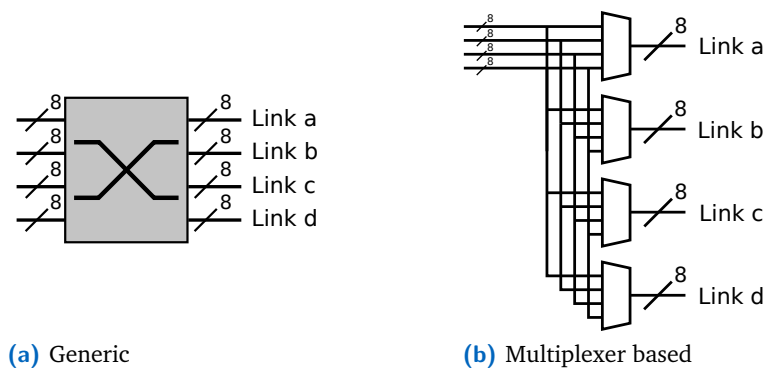 8 8 Link a
8 8 Link b
8 8 Link c
8 8 Link d
(a) Generic
8
8
8
8
8 Link a
8 Link b
8 Link c
8 Link d
(b) Multiplexer based